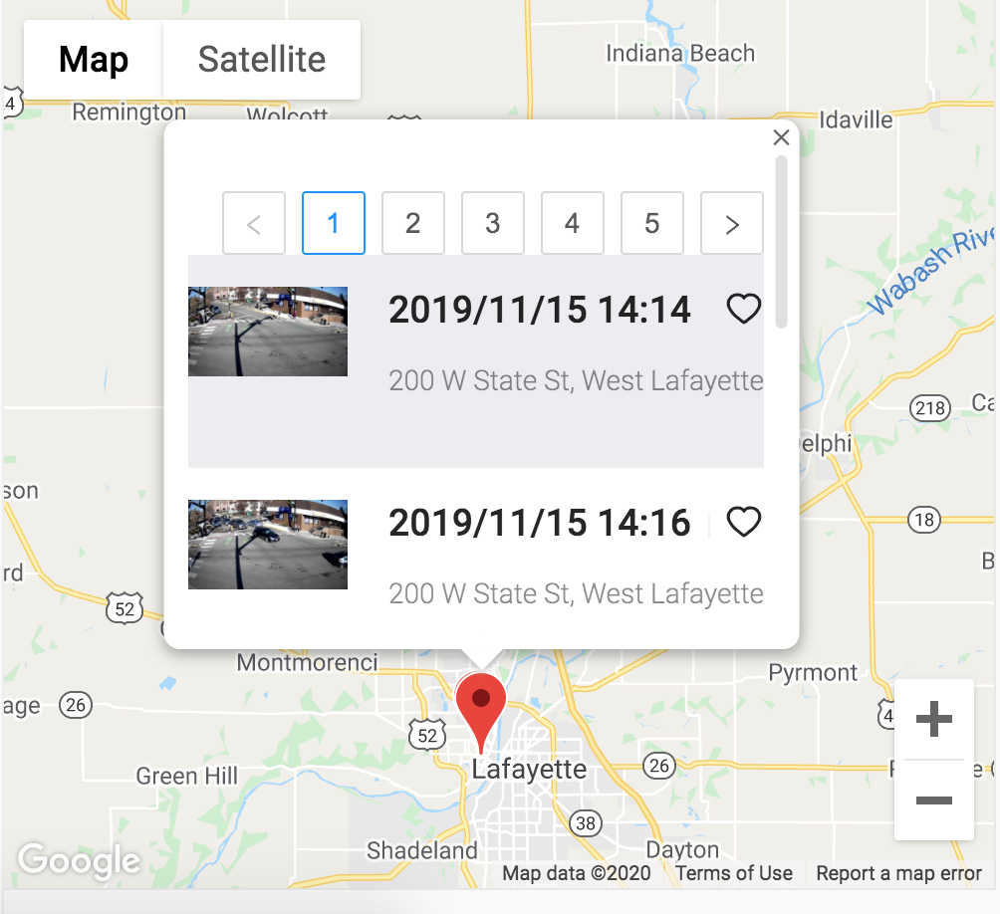 Map Satellite
Indiana Beach
4
Remington
Wolcott
Idaville
1 2 3 4 5
Wabash Rive
2019/11/15 14:14
200 W State St, West Lafayette
218
Ca
elphi
son
2019/11/15 14:16
18
200 W State St, West Lafayette
rd
B
52
Montmorenci
Pyrmont
age
26
4
52
Lafayette
26
Green Hill
38
Shadeland
Dayton
Google
Map data ©2020
Terms of Use
Report a map error